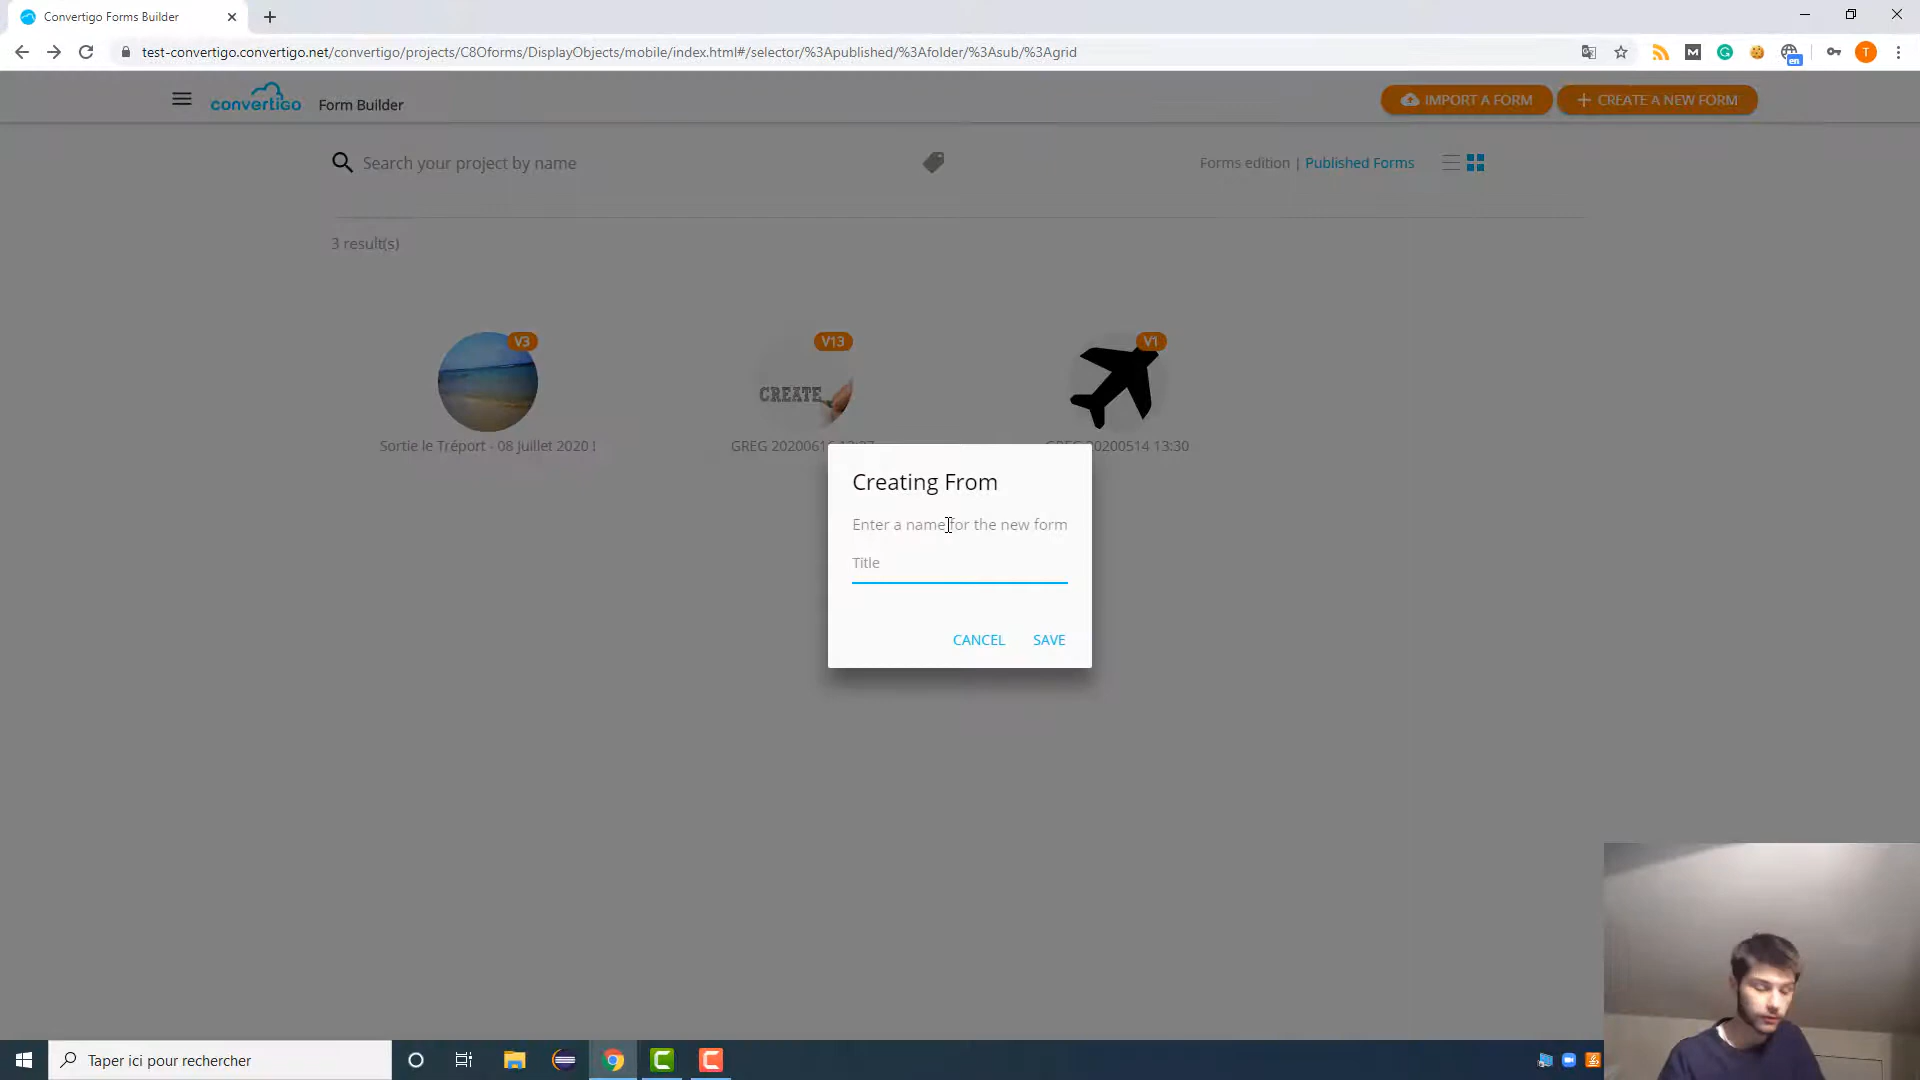 Convertigo Forms Builder
test-convertigo.convertigo.net/convertigo/projects/C8Oforms/DisplayObjects/mobile/index.html#/selector/%3Apublished/%3Afolder/%3Asub/%3Agrid
M
G
en
T
convertigo Form Builder
IMPORT A FORM
CREATE A NEW FORM
Search your project by name
Forms edition | Published Forms
3 result(s)
V3
V13
V1
CREATE
Sortie le Tréport - 08 Juillet 2020 !
GREG
20200514 13:30
Creating From
Enter a name for the new form
Title
CANCEL
SAVE
Taper ici pour rechercher